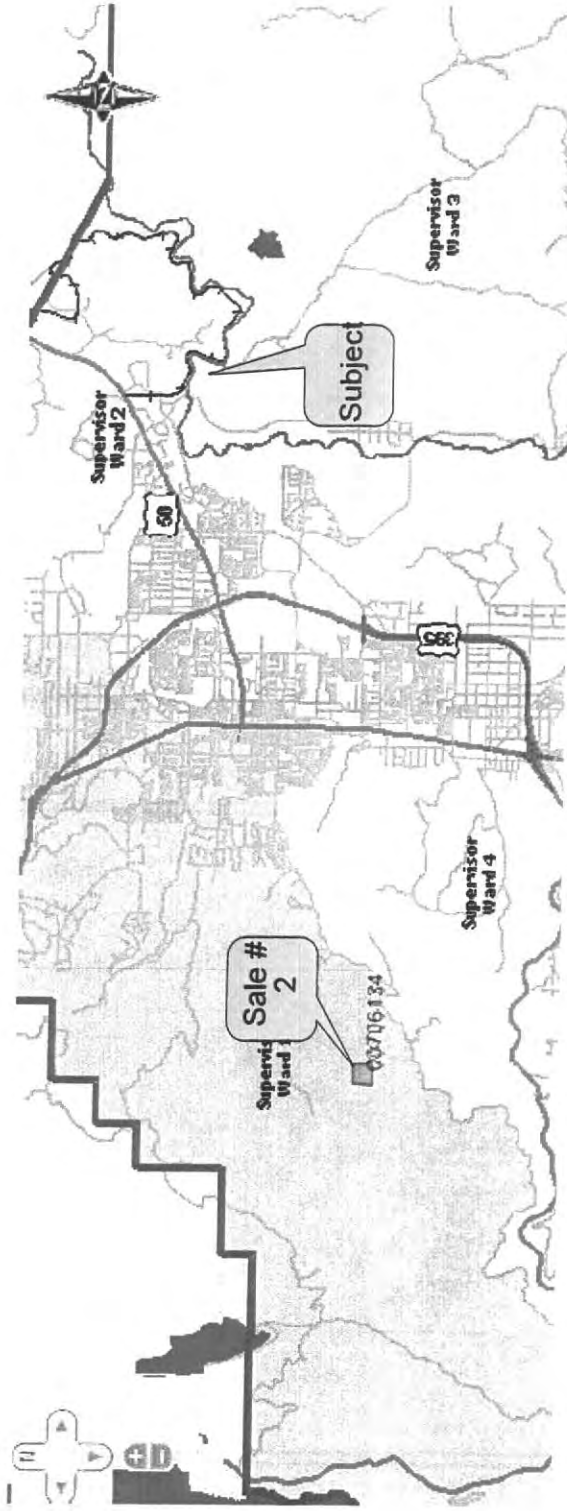 Supervisor
Ward 2
50
Subject
Supervisor
Ward 3
395
Sale #
2
00706134
Supervis
Ward 1
Supervisor
Ward 4
N